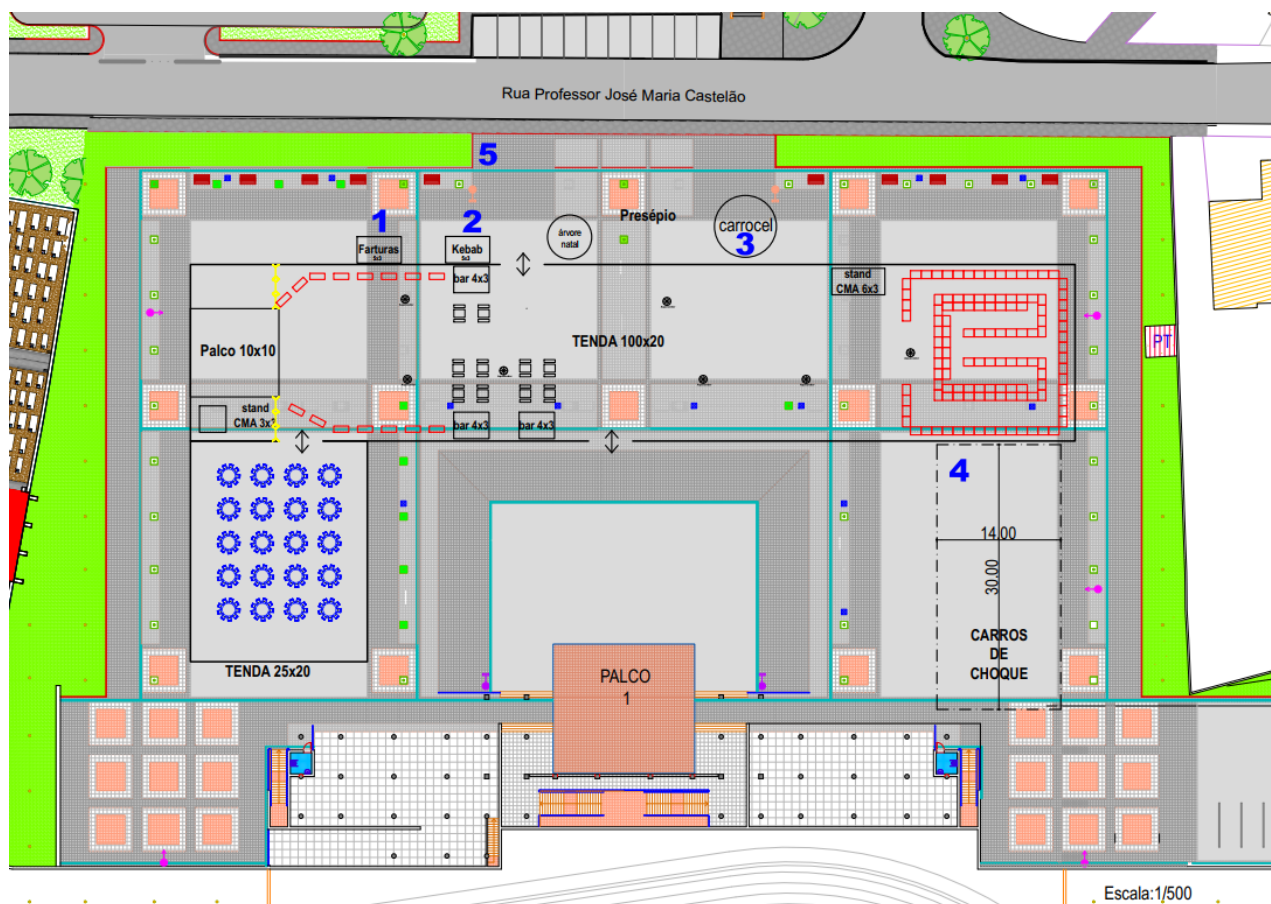 Rua Professor José Maria Castelão
5
1
2
Presépio
carrocel
3
árvore
natal
Farturas
5x3
Kebab
5x3
bar 4x3
stand
CMA 6x3
PT
Palco 10x10
TENDA 100x20
stand
CMA 3x3
bar 4x3
bar 4x3
4
14.00
30.00
CARROS
DE
CHOQUE
TENDA 25x20
PALCO
1
Escala:1/500